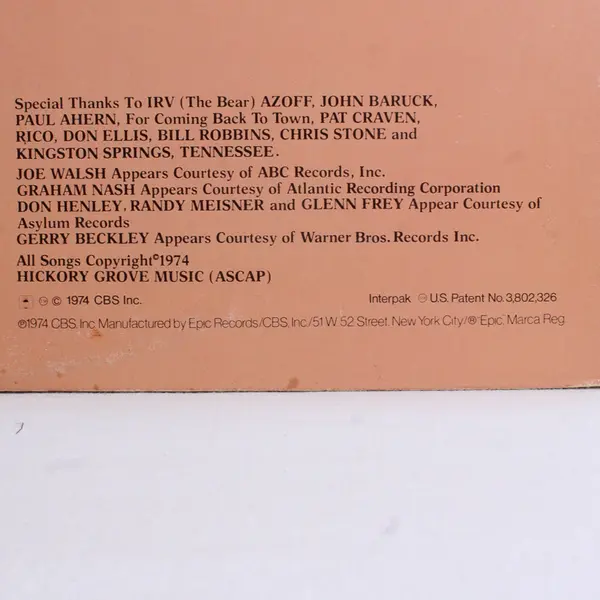 Special Thanks To IRV (The Bear) AZOFF, JOHN BARUCK,
PAUL AHERN, For Coming Back To Town, PAT CRAVEN,
RICO, DON ELLIS, BILL ROBBINS, CHRIS STONE and
KINGSTON SPRINGS, TENNESSEE.
JOE WALSH Appears Courtesy of ABC Records, Inc.
GRAHAM NASH Appears Courtesy of Atlantic Recording Corporation
DON HENLEY. RANDY MEISNER and GLENN FREY Appear Courtesy of
Asylum Records
GERRY BECKLEY Appears Courtesy of Warner Bros. Records Inc.
All Songs Copyright©1974
HICKORY GROVE MUSIC (ASCAP)
℗ © 1974 CBS Inc. Interpak U.S. Patent No. 3,802,326
℗1974 CBS, Inc. Manufactured by Epic Records/CBS, Inc./51 W. 52 Street, New York City/® "Epic," Marca Reg.